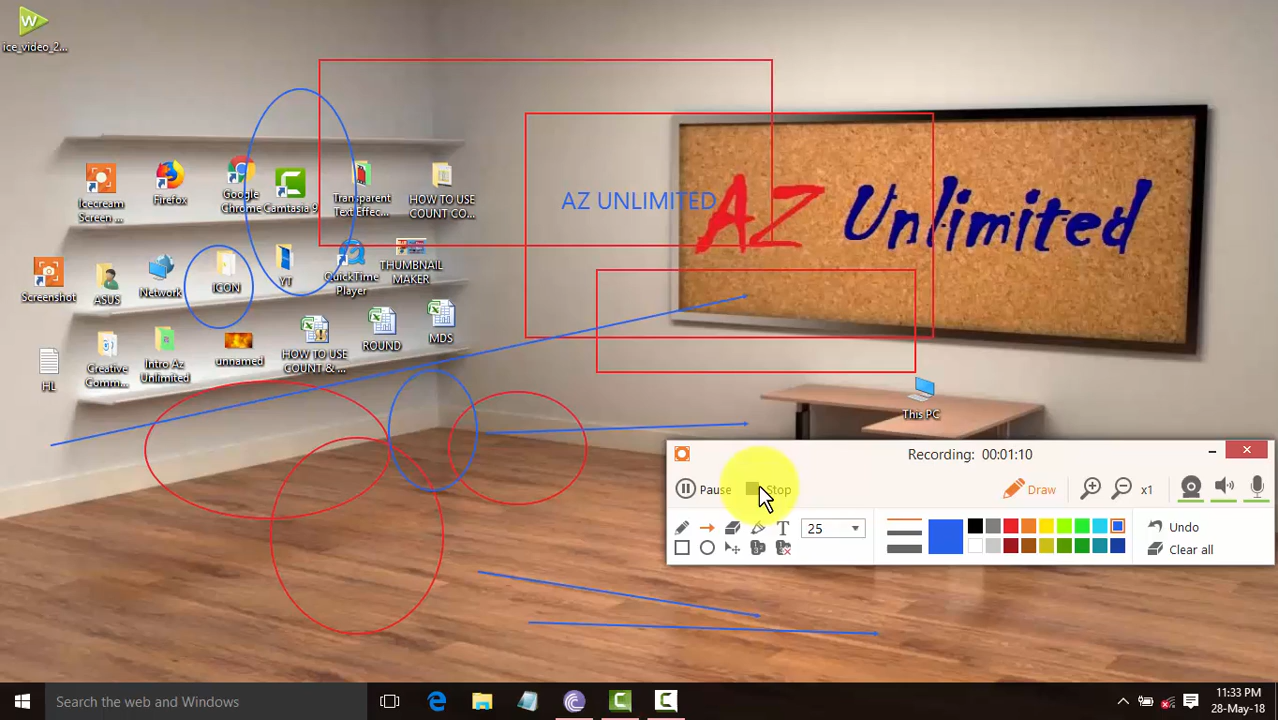 W
ice_video_2...
Icecream
Screen ...
Firefox
Google
Chrome
Camtasia 9
Transparent
Text Effec...
HOW TO USE
COUNT CO...
AZ UNLIMITED
AZ Unlimited
Screenshot
ASUS
Network
ICON
YT
QuickTime
Player
THUMBNAIL
MAKER
HL
Creative
Comm...
Intro Az
Unlimited
unnamed
HOW TO USE
COUNT & ...
ROUND
MDS
This PC
Recording: 00:01:10
Pause
Stop
Draw
x1
T
25
Undo
Clear all
Search the web and Windows
11:33 PM
28-May-18